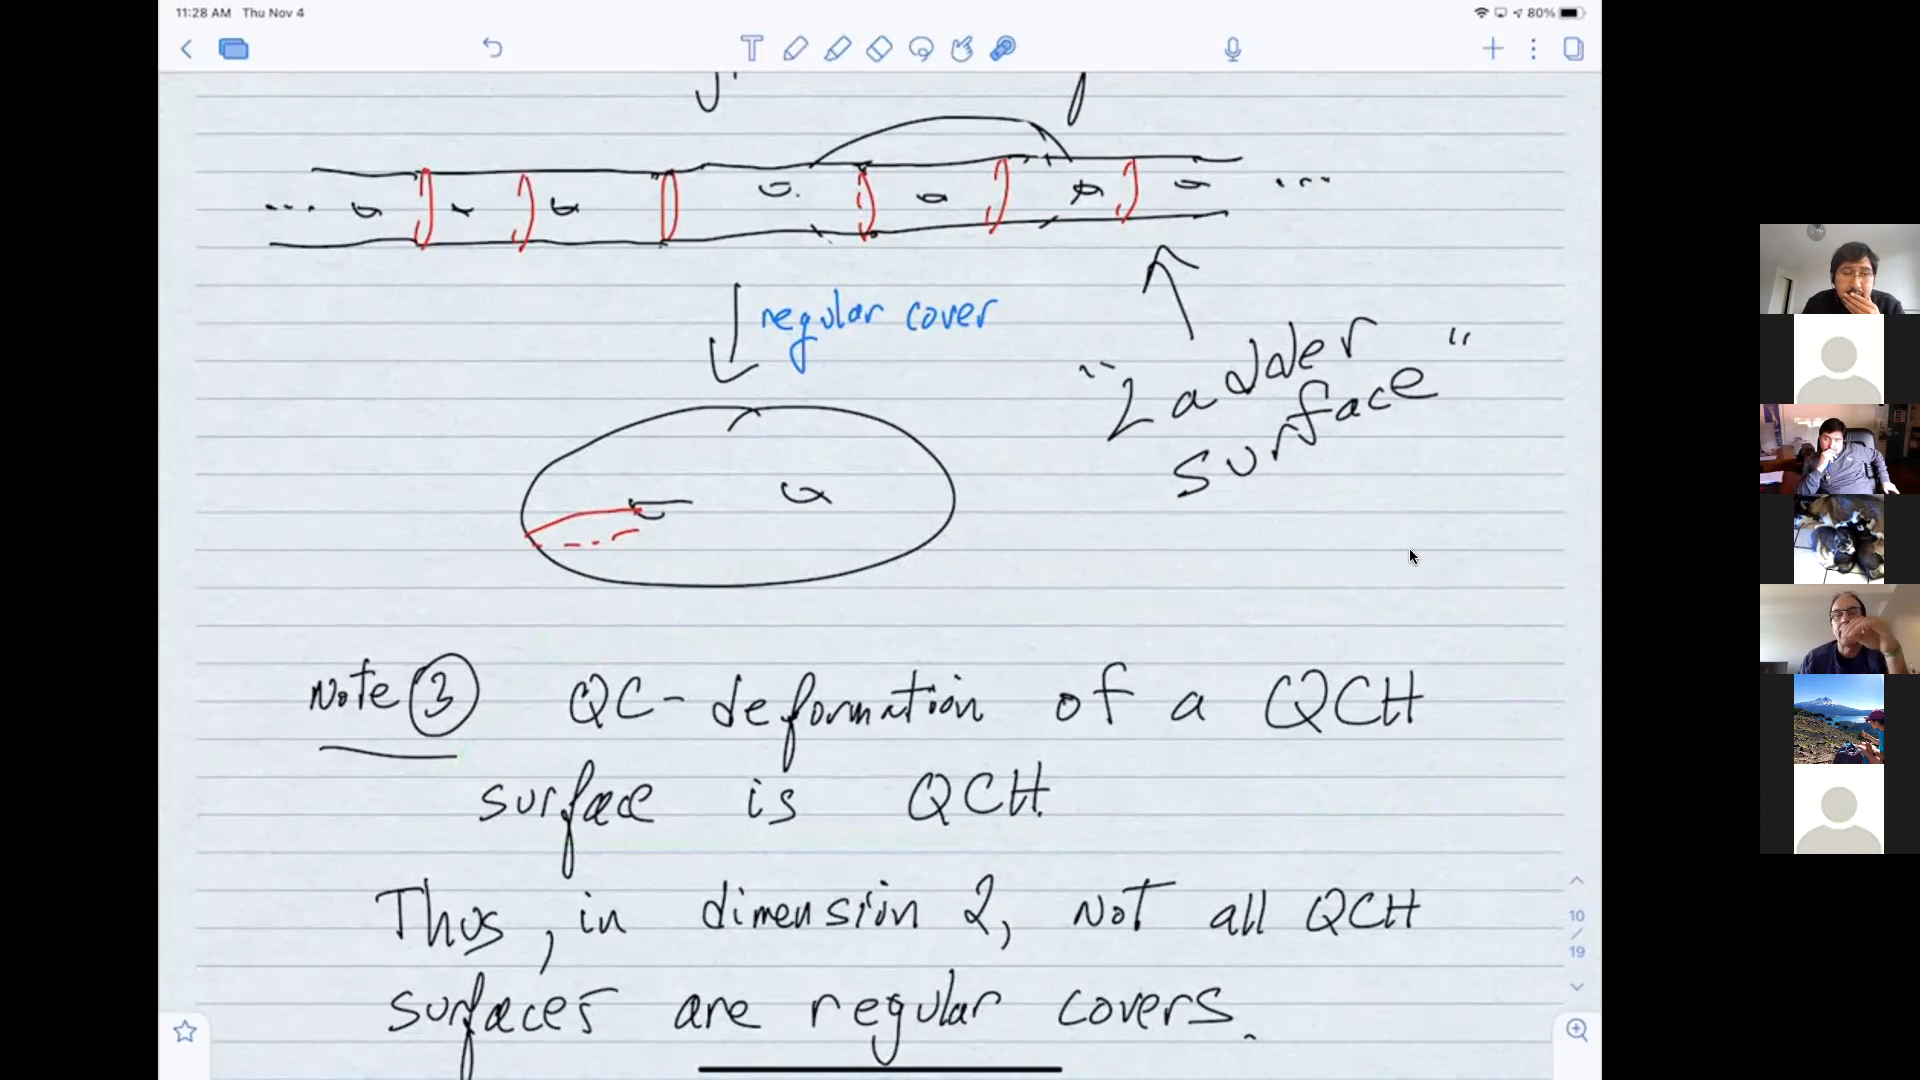 11:28 AM Thu Nov 4
80%
T
regular cover
"Ladder
surface"
Note ③ QC-deformation of a QCH
surface is QCH.
Thus, in dimension 2, not all QCH
surfaces are regular covers.
10
/
19